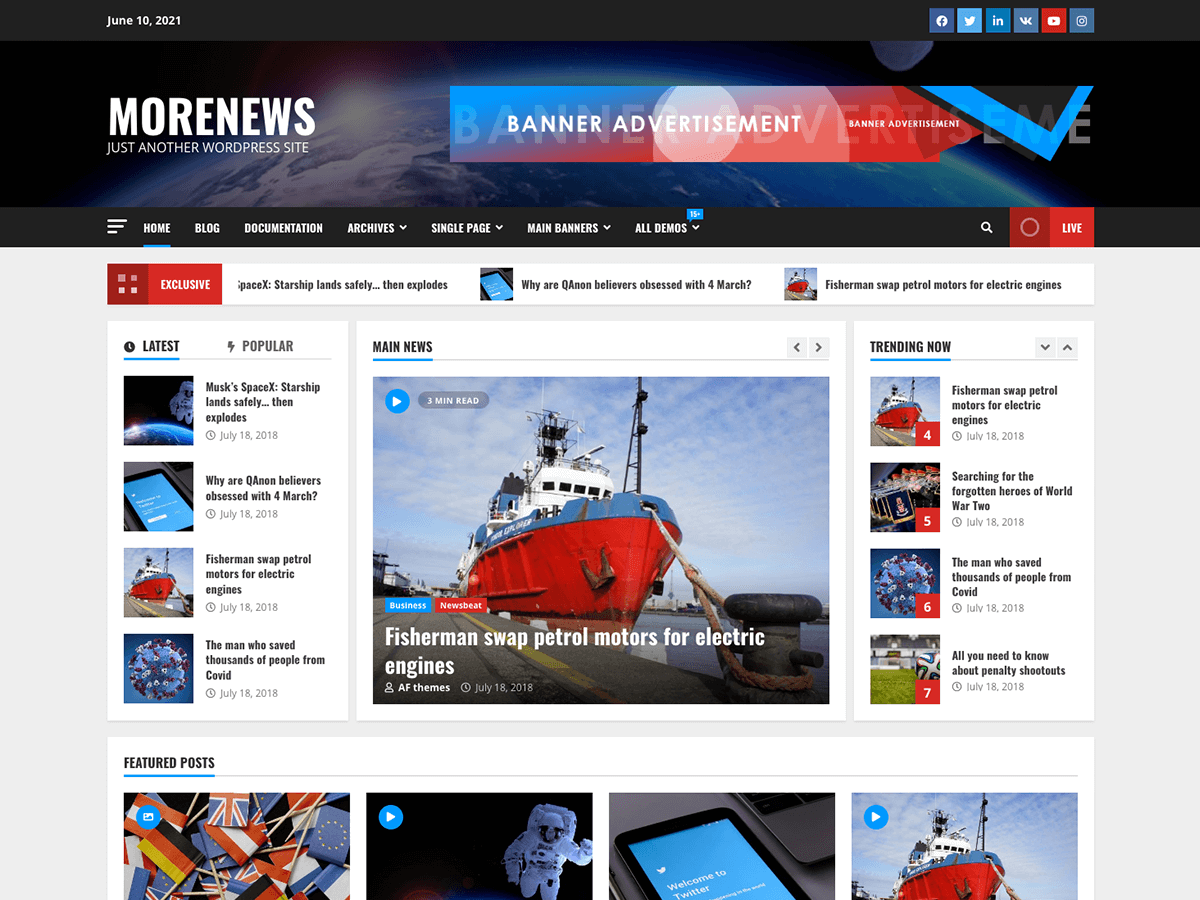 June 10, 2021
MORENEWS
JUST ANOTHER WORDPRESS SITE
BANNER ADVERTISEME
BANNER ADVERTISEMENT
BANNER ADVERTISEMENT
15+
HOME
BLOG
DOCUMENTATION
ARCHIVES
SINGLE PAGE
MAIN BANNERS
ALL DEMOS
LIVE
EXCLUSIVE
paceX: Starship lands safely… then explodes
Why are QAnon believers obsessed with 4 March?
Fisherman swap petrol motors for electric engines
LATEST
POPULAR
Musk's SpaceX: Starship
lands safely… then
explodes
July 18, 2018
Why are QAnon believers
obsessed with 4 March?
July 18, 2018
Fisherman swap petrol
motors for electric
engines
July 18, 2018
The man who saved
thousands of people from
Covid
July 18, 2018
MAIN NEWS
3 MIN READ
Business
Newsbeat
Fisherman swap petrol motors for electric
engines
AF themes
July 18, 2018
TRENDING NOW
4
Fisherman swap petrol
motors for electric
engines
July 18, 2018
5
Searching for the
forgotten heroes of World
War Two
July 18, 2018
6
The man who saved
thousands of people from
Covid
July 18, 2018
7
All you need to know
about penalty shootouts
July 18, 2018
FEATURED POSTS
Welcome to
Twitter